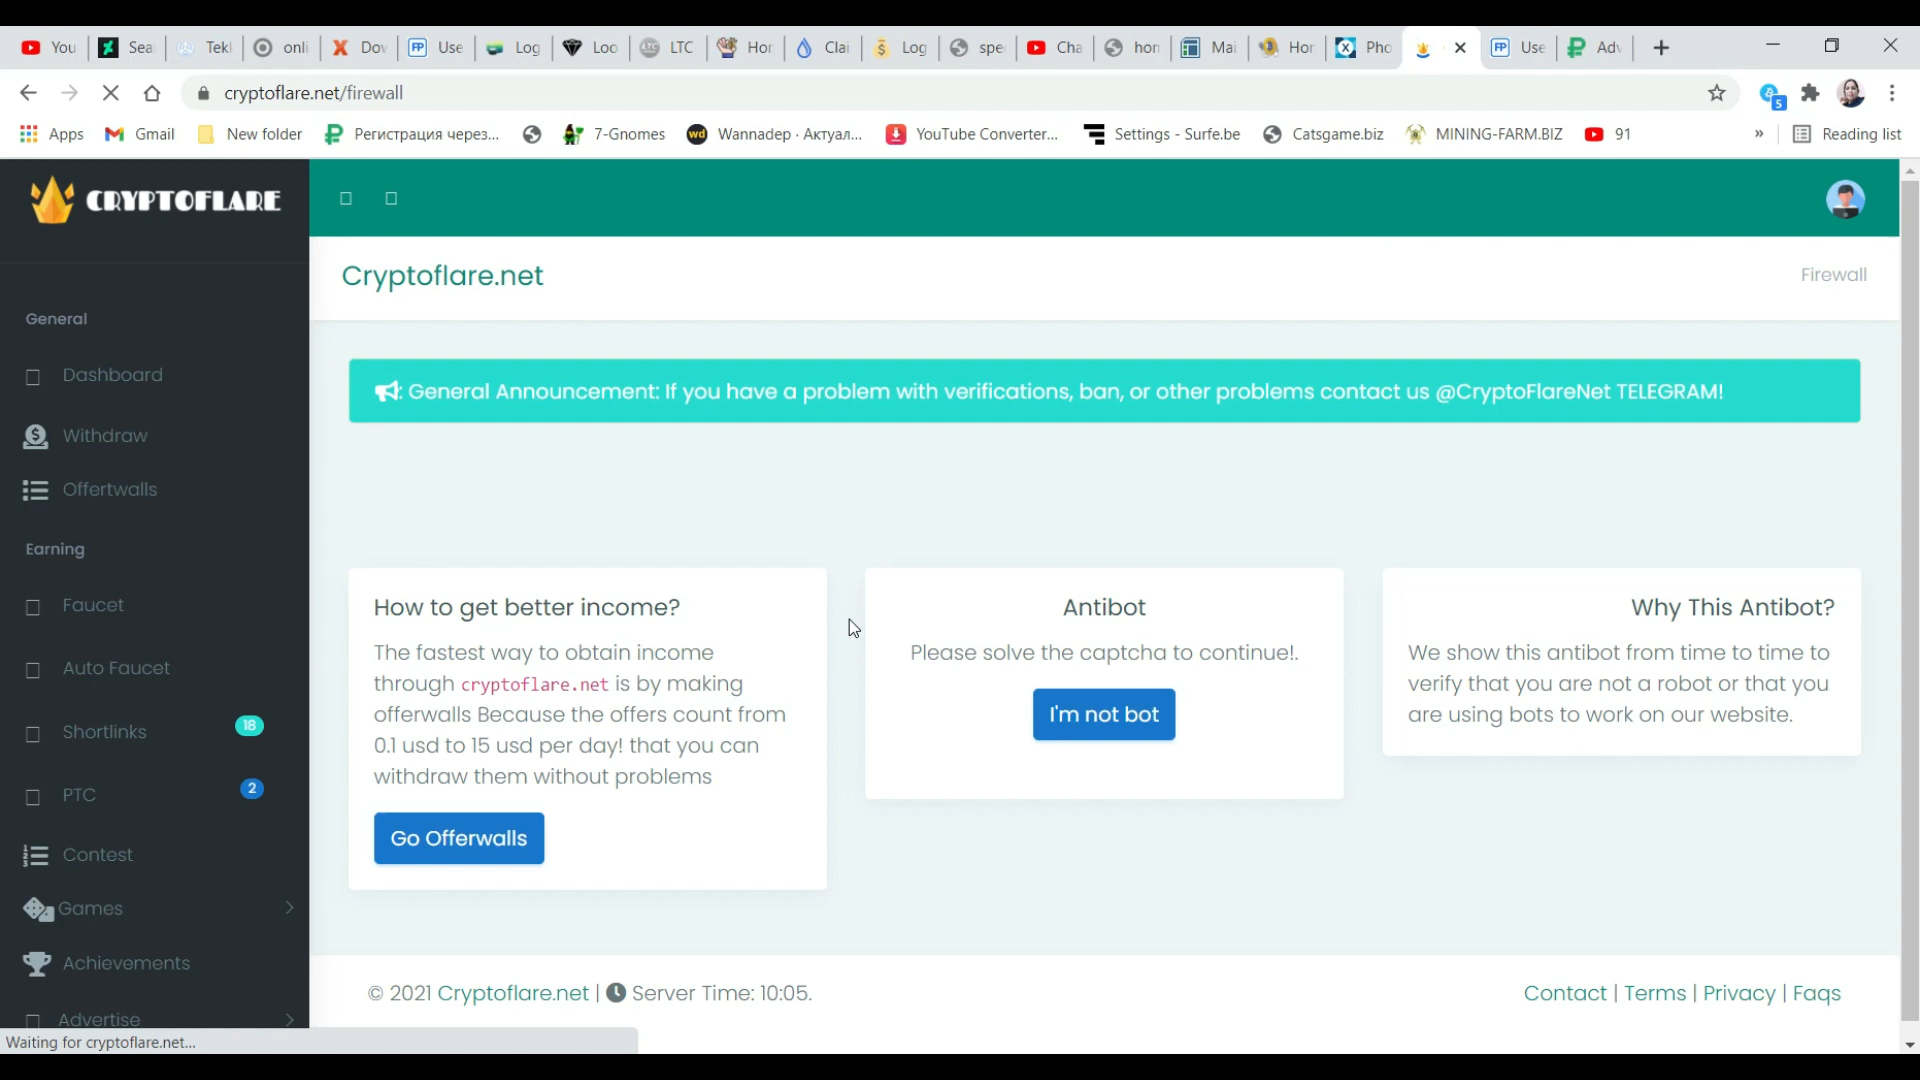 You Sea Tekl onli Dov Use Log Loo LTC Hor Clai Log spe Cha hon Mai Hor Pho Use Adv
cryptoflare.net/firewall
5
Apps Gmail New folder Регистрация через... 7-Gnomes Wannadep · Актуал... YouTube Converter... Settings - Surfe.be Catsgame.biz MINING-FARM.BIZ 91 » Reading list
CRYPTOFLARE
Cryptoflare.net
Firewall
General
: General Announcement: If you have a problem with verifications, ban, or other problems contact us @CryptoFlareNet TELEGRAM!
Dashboard
Withdraw
Offertwalls
Earning
Faucet
Auto Faucet
Shortlinks 18
PTC 2
Contest
Games
Achievements
Advertise
How to get better income?
The fastest way to obtain income
through cryptoflare.net is by making
offerwalls Because the offers count from
0.1 usd to 15 usd per day! that you can
withdraw them without problems
Go Offerwalls
Antibot
Please solve the captcha to continue!.
I'm not bot
Why This Antibot?
We show this antibot from time to time to
verify that you are not a robot or that you
are using bots to work on our website.
© 2021 Cryptoflare.net | Server Time: 10:05.
Contact | Terms | Privacy | Faqs
Waiting for cryptoflare.net...